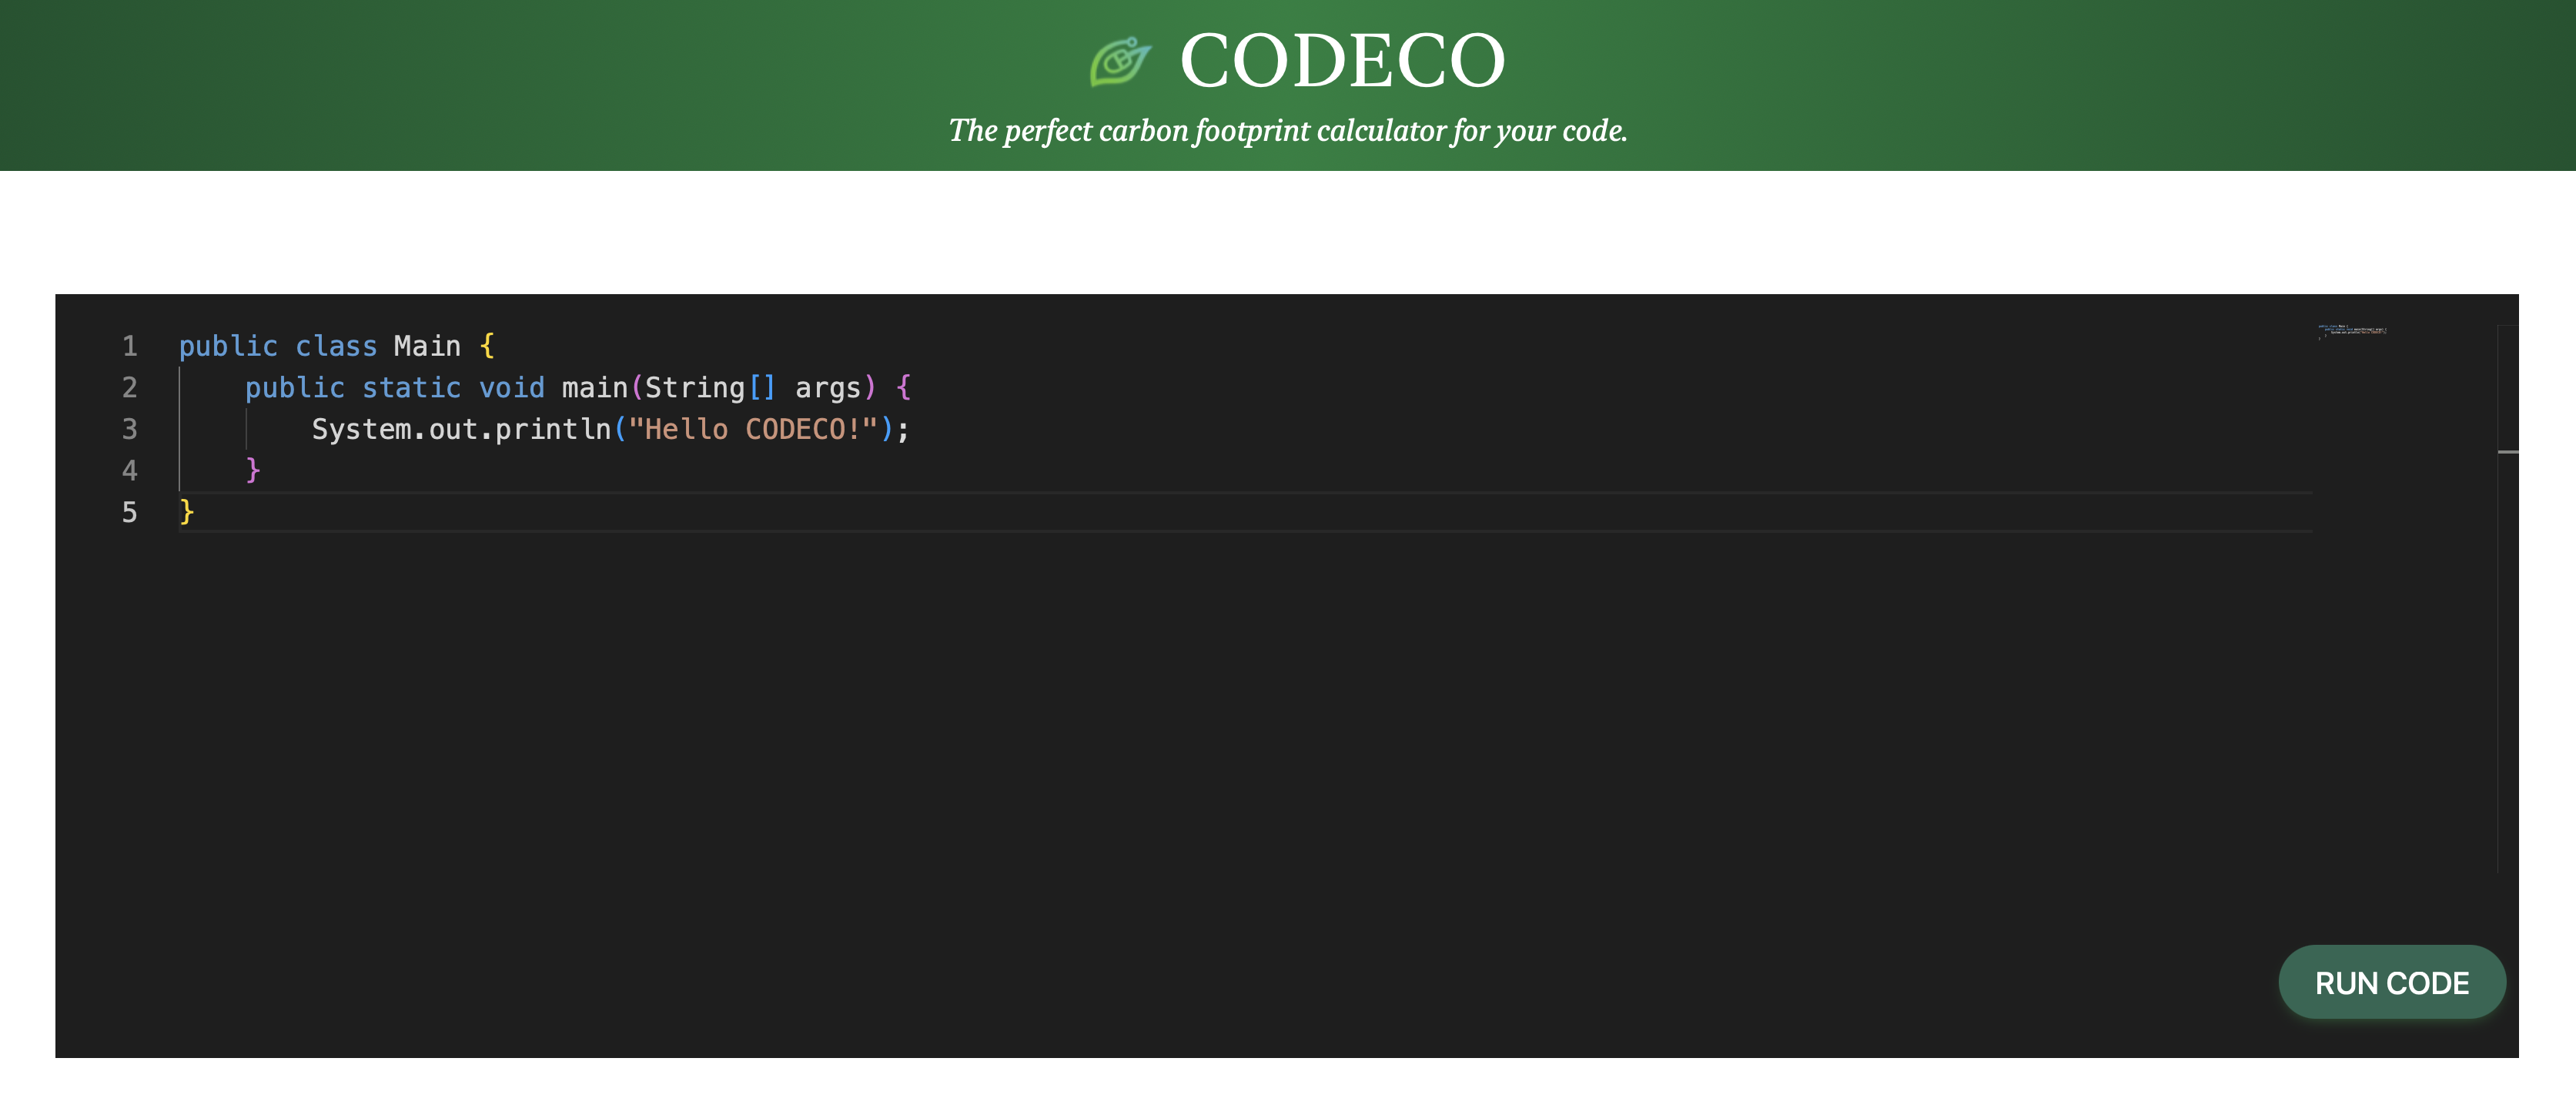 CODECO
The perfect carbon footprint calculator for your code.
1 public class Main {
2     public static void main(String[] args) {
3         System.out.println("Hello CODECO!");
4     }
5 }
RUN CODE